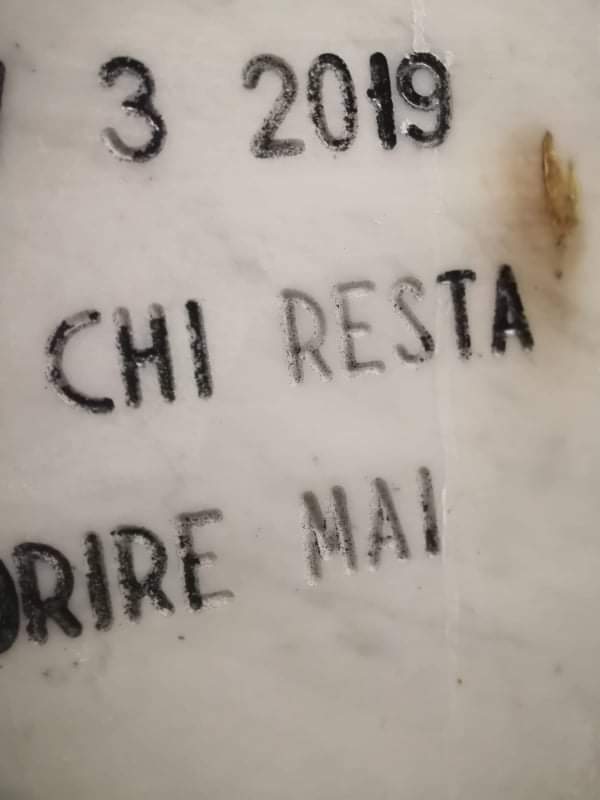 3 2019
CHI RESTA
ORIRE MAI